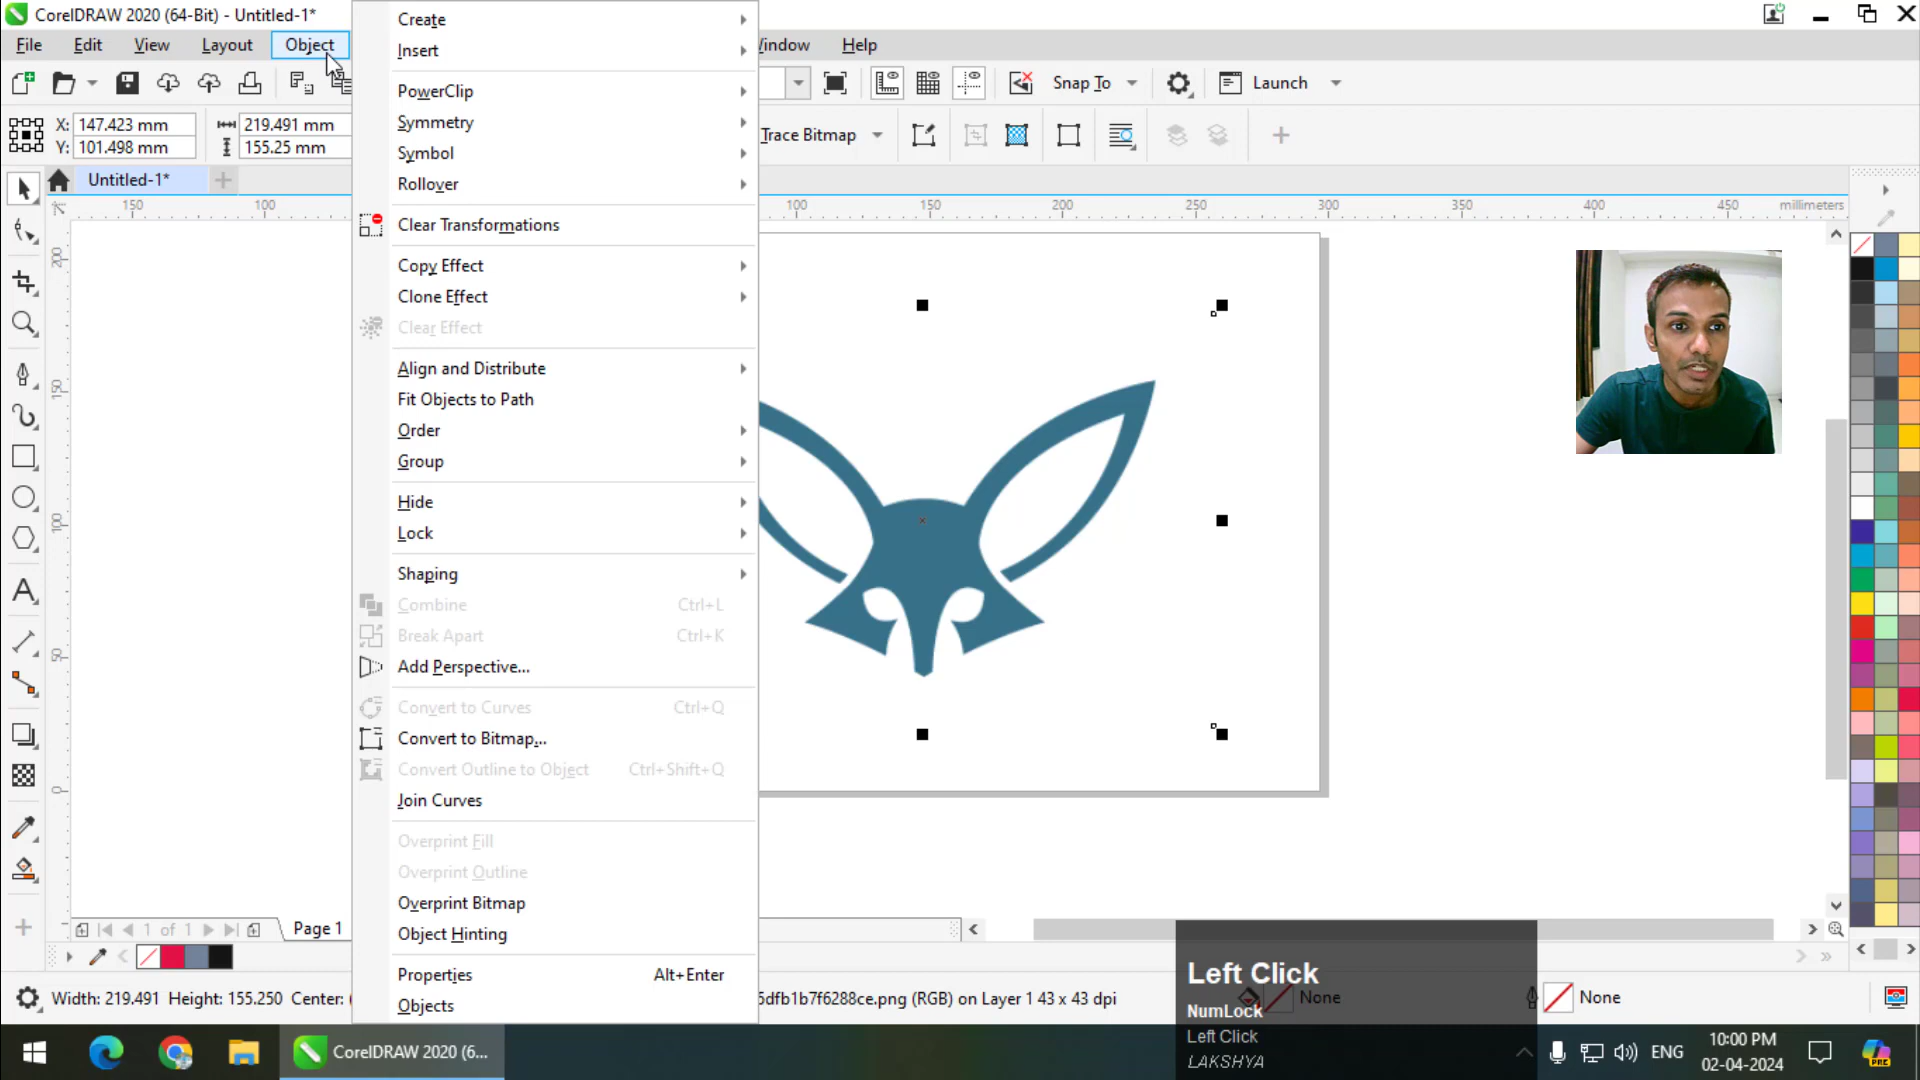 CorelDRAW 2020 (64-Bit) - Untitled-1*
File Edit View Layout Object Window Help
Snap To Launch
X: 147.423 mm 219.491 mm
Y: 101.498 mm 155.25 mm
Trace Bitmap
Untitled-1*
150 100 100 150 200 250 300 350 400 450 millimeters
200
150
100
50
0
Create
Insert
PowerClip
Symmetry
Symbol
Rollover
Clear Transformations
Copy Effect
Clone Effect
Clear Effect
Align and Distribute
Fit Objects to Path
Order
Group
Hide
Lock
Shaping
Combine Ctrl+L
Break Apart Ctrl+K
Add Perspective...
Convert to Curves Ctrl+Q
Convert to Bitmap...
Convert Outline to Object Ctrl+Shift+Q
Join Curves
Overprint Fill
Overprint Outline
Overprint Bitmap
Object Hinting
Properties Alt+Enter
Objects
1 of 1 Page 1
Width: 219.491 Height: 155.250 Center: 5dfb1b7f6288ce.png (RGB) on Layer 1 43 x 43 dpi None None
Left Click
NumLock
Left Click
LAKSHYA
CorelDRAW 2020 (6... ENG 10:00 PM
02-04-2024
PRE